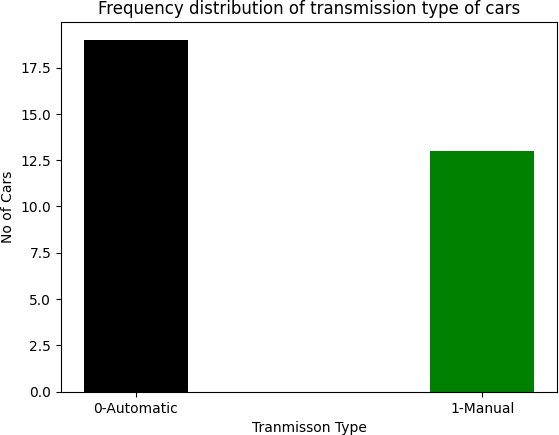 Frequency distribution of transmission type of cars
No of Cars
17.5
15.0
12.5
10.0
7.5
5.0
2.5
0.0
0-Automatic
1-Manual
Tranmisson Type